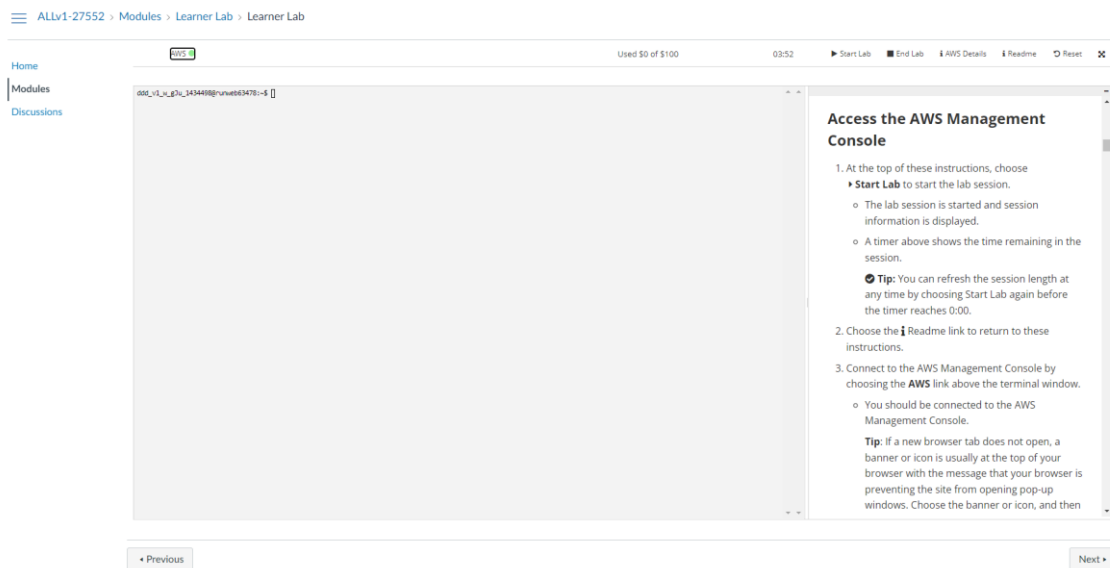 ALLv1-27552 › Modules › Learner Lab › Learner Lab
Home
Modules
Discussions
AWS
Used $0 of $100
03:52
Start Lab
End Lab
AWS Details
Readme
Reset
ddd_v1_w_gJu_1434498@runweb63478:~$ []
Access the AWS Management
Console
1. At the top of these instructions, choose
Start Lab to start the lab session.
The lab session is started and session
information is displayed.
A timer above shows the time remaining in the
session.
Tip: You can refresh the session length at
any time by choosing Start Lab again before
the timer reaches 0:00.
2. Choose the i Readme link to return to these
instructions.
3. Connect to the AWS Management Console by
choosing the AWS link above the terminal window.
You should be connected to the AWS
Management Console.
Tip: If a new browser tab does not open, a
banner or icon is usually at the top of your
browser with the message that your browser is
preventing the site from opening pop-up
windows. Choose the banner or icon, and then
Previous
Next